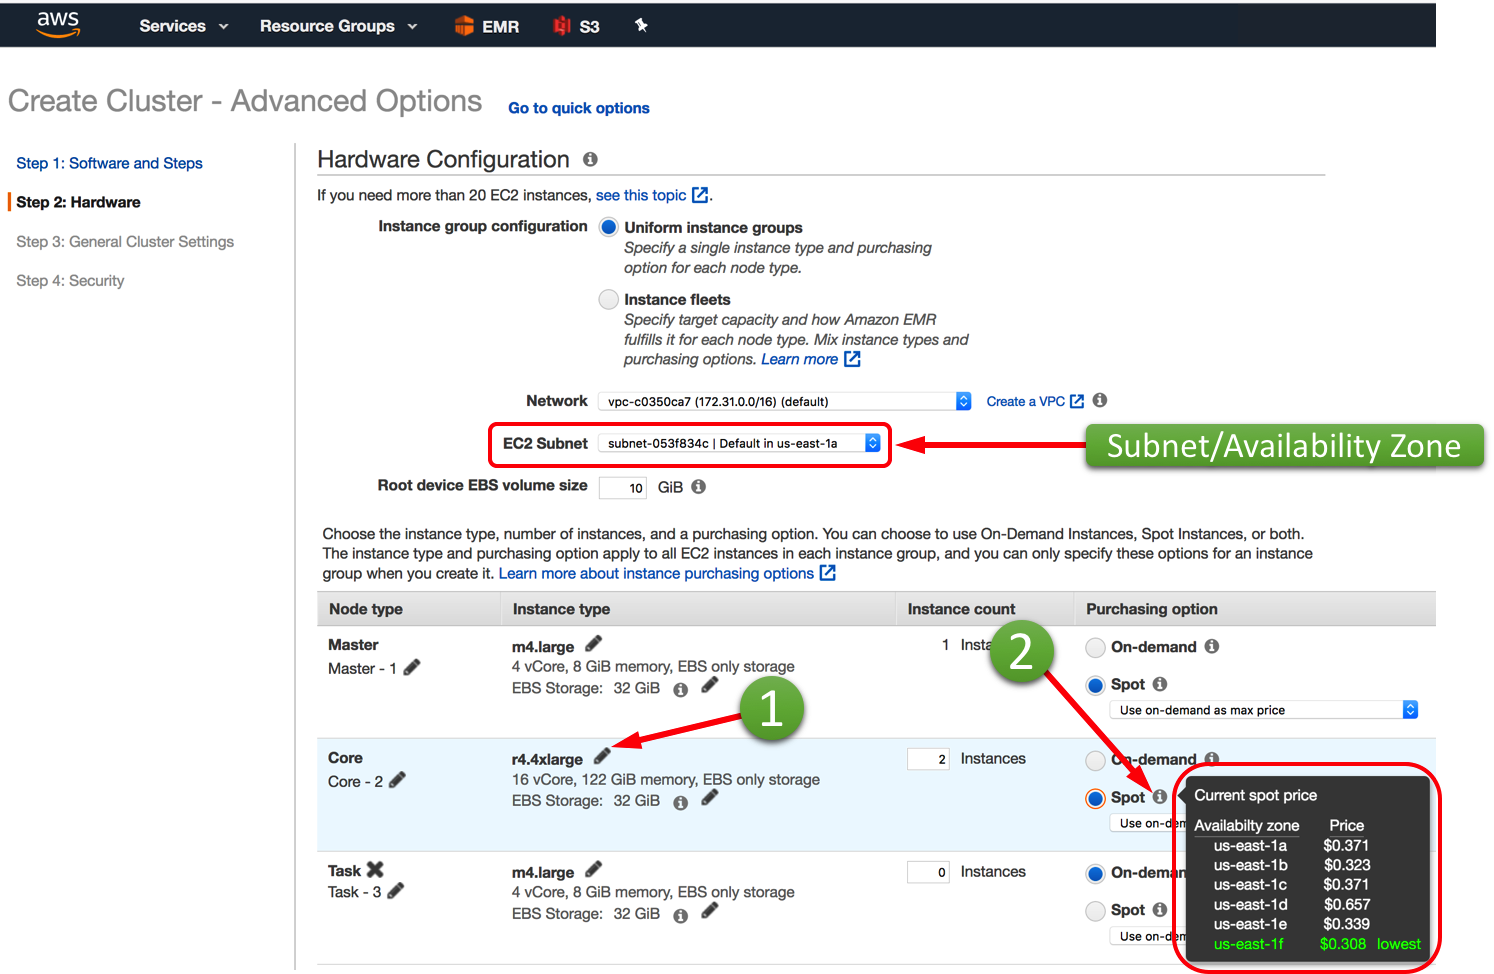 aws Services Resource Groups EMR S3
Create Cluster - Advanced Options Go to quick options
Step 1: Software and Steps
Step 2: Hardware
Step 3: General Cluster Settings
Step 4: Security
Hardware Configuration
If you need more than 20 EC2 instances, see this topic.
Instance group configuration Uniform instance groups
Specify a single instance type and purchasing
option for each node type.
Instance fleets
Specify target capacity and how Amazon EMR
fulfills it for each node type. Mix instance types and
purchasing options. Learn more
Network vpc-c0350ca7 (172.31.0.0/16) (default) Create a VPC
EC2 Subnet subnet-053f834c | Default in us-east-1a
Subnet/Availability Zone
Root device EBS volume size 10 GiB
Choose the instance type, number of instances, and a purchasing option. You can choose to use On-Demand Instances, Spot Instances, or both.
The instance type and purchasing option apply to all EC2 instances in each instance group, and you can only specify these options for an instance
group when you create it. Learn more about instance purchasing options
Node type Instance type Instance count Purchasing option
Master
Master - 1
m4.large
4 vCore, 8 GiB memory, EBS only storage
EBS Storage: 32 GiB
1 Insta
On-demand
Spot
Use on-demand as max price
1
2
Core
Core - 2
r4.4xlarge
16 vCore, 122 GiB memory, EBS only storage
EBS Storage: 32 GiB
2 Instances
On-demand
Spot
Use on-dem
Task
Task - 3
m4.large
4 vCore, 8 GiB memory, EBS only storage
EBS Storage: 32 GiB
0 Instances
On-deman
Spot
Use on-dem
Current spot price
Availabilty zone Price
us-east-1a $0.371
us-east-1b $0.323
us-east-1c $0.371
us-east-1d $0.657
us-east-1e $0.339
us-east-1f $0.308 lowest